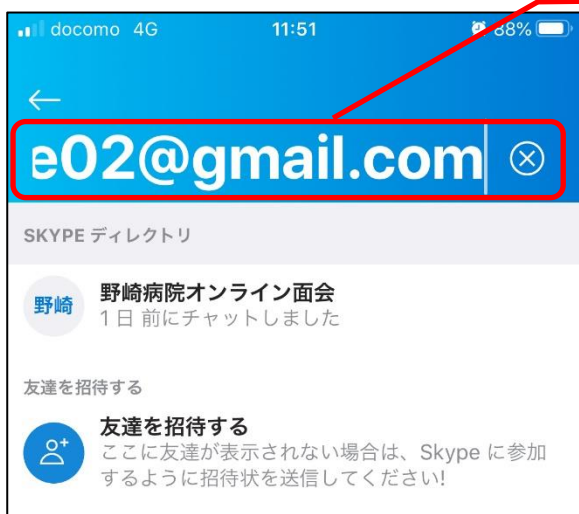 docomo 4G 11:51 88%
e02@gmail.com
SKYPE ディレクトリ
野崎 野崎病院オンライン面会
1日 前にチャットしました
友達を招待する
友達を招待する
ここに友達が表示されない場合は、Skype に参加
するように招待状を送信してください!